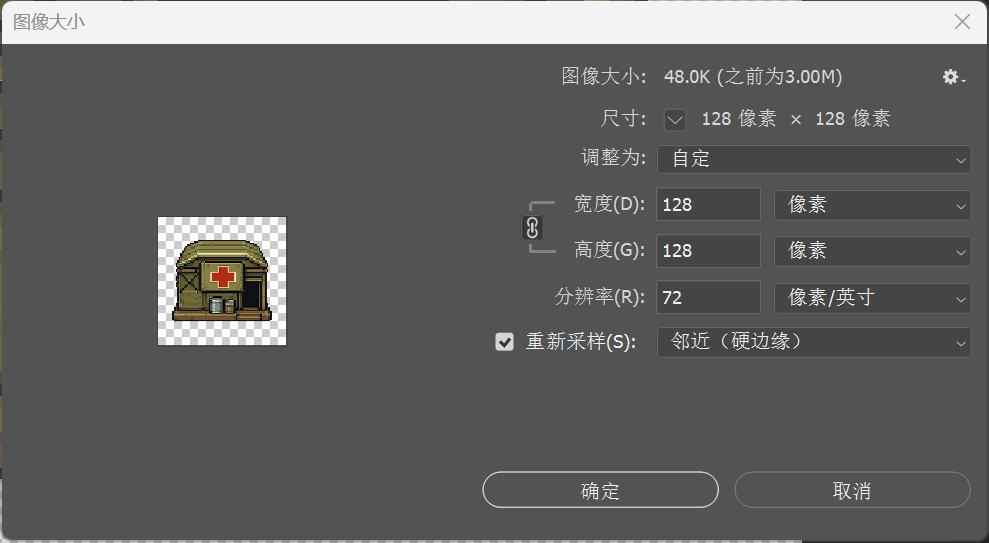 图像大小
图像大小: 48.0K (之前为3.00M)
尺寸: 128 像素 × 128 像素
调整为: 自定
宽度(D): 128 像素
高度(G): 128 像素
分辨率(R): 72 像素/英寸
重新采样(S): 邻近（硬边缘）
确定 取消